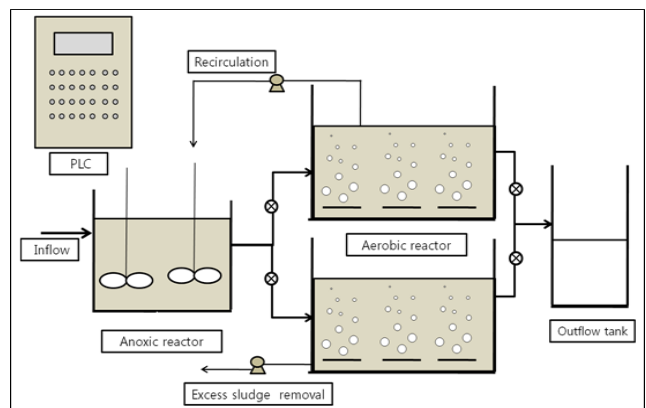 Recirculation
PLC
Inflow
Aerobic reactor
Anoxic reactor
Outflow tank
Excess sludge removal